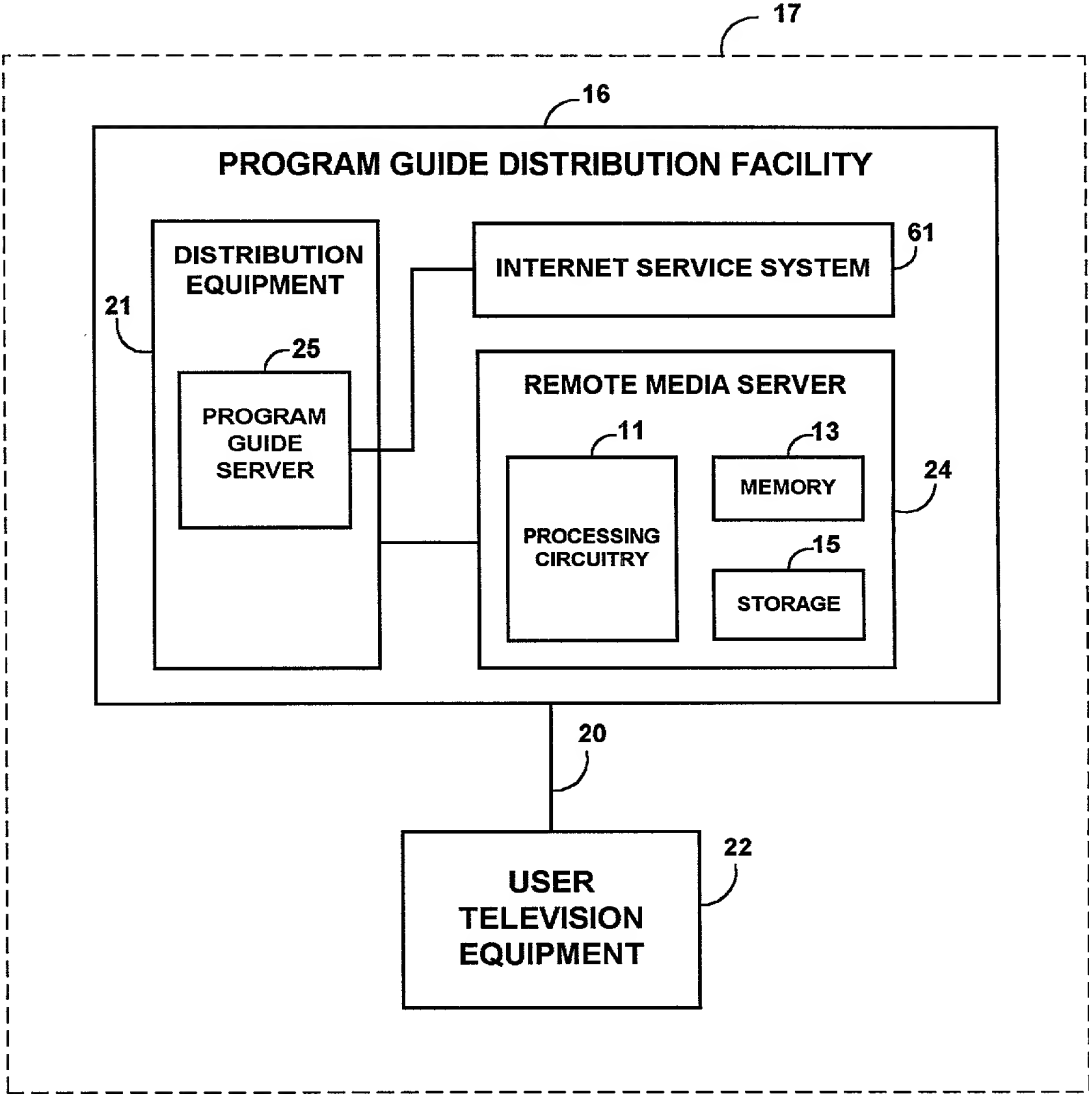 17
16
PROGRAM GUIDE DISTRIBUTION FACILITY
DISTRIBUTION
EQUIPMENT
21
25
PROGRAM
GUIDE
SERVER
INTERNET SERVICE SYSTEM
61
REMOTE MEDIA SERVER
11
PROCESSING
CIRCUITRY
13
MEMORY
24
15
STORAGE
20
USER
TELEVISION
EQUIPMENT
22